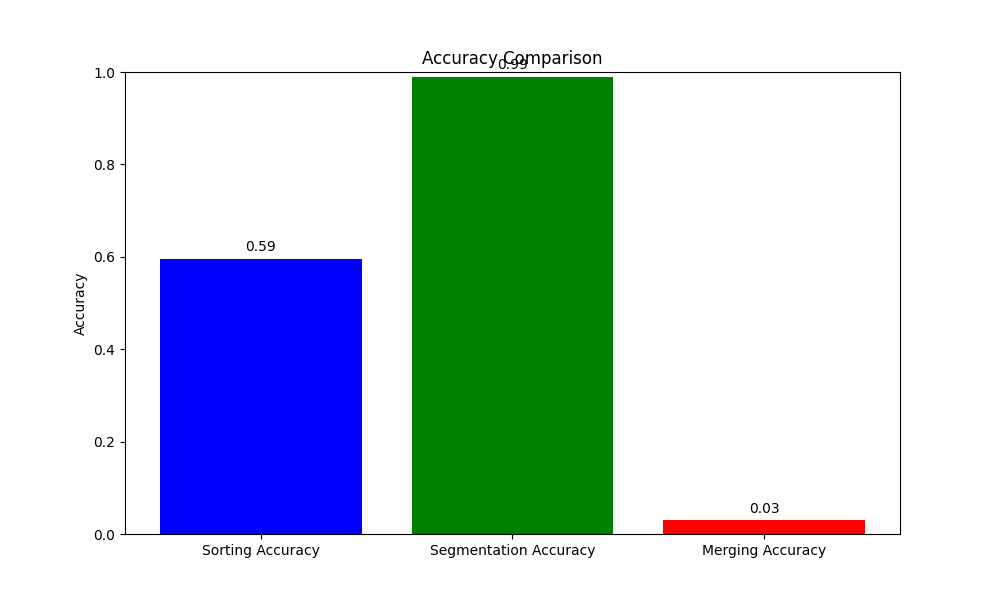 Accuracy Comparison
0.99
1.0
0.8
0.6
0.4
0.2
0.0
Accuracy
0.59
0.03
Sorting Accuracy
Segmentation Accuracy
Merging Accuracy